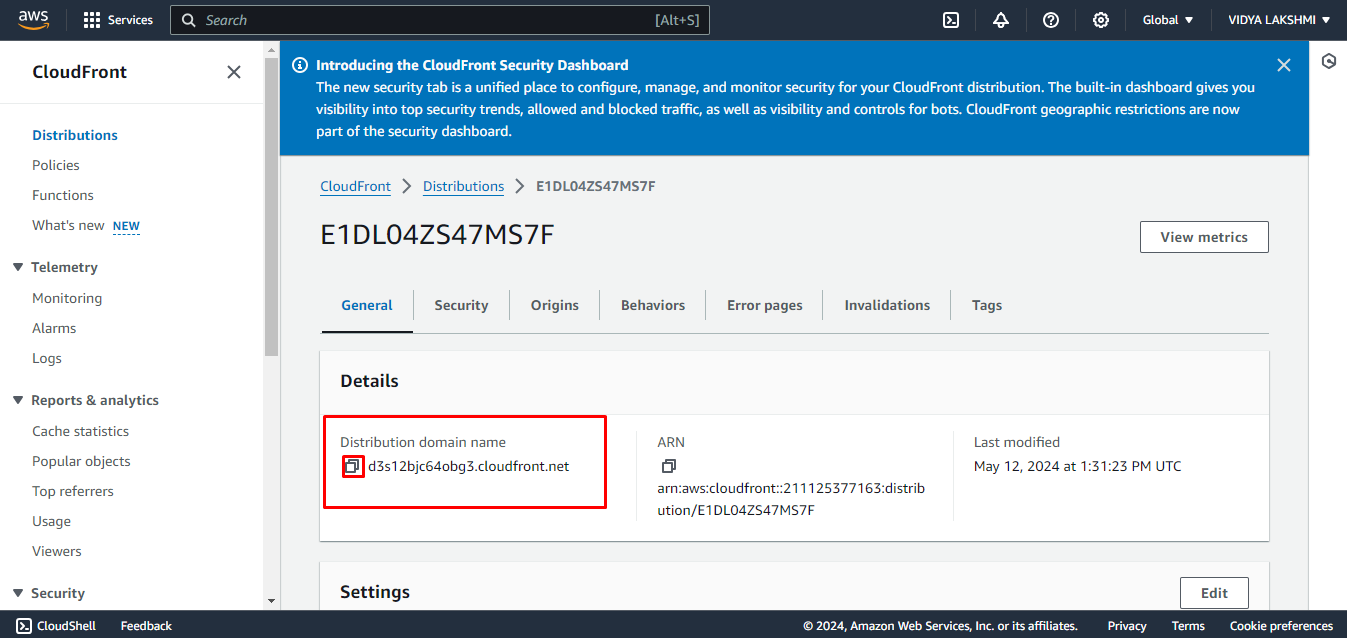 aws
Services
Search
[Alt+S]
Global
VIDYA LAKSHMI
CloudFront
Distributions
Policies
Functions
What's new NEW
Telemetry
Monitoring
Alarms
Logs
Reports & analytics
Cache statistics
Popular objects
Top referrers
Usage
Viewers
Security
Introducing the CloudFront Security Dashboard
The new security tab is a unified place to configure, manage, and monitor security for your CloudFront distribution. The built-in dashboard gives you
visibility into top security trends, allowed and blocked traffic, as well as visibility and controls for bots. CloudFront geographic restrictions are now
part of the security dashboard.
CloudFront
Distributions
E1DL04ZS47MS7F
E1DL04ZS47MS7F
View metrics
General
Security
Origins
Behaviors
Error pages
Invalidations
Tags
Details
Distribution domain name
d3s12bjc64obg3.cloudfront.net
ARN
arn:aws:cloudfront::211125377163:distrib
ution/E1DL04ZS47MS7F
Last modified
May 12, 2024 at 1:31:23 PM UTC
Settings
Edit
CloudShell
Feedback
© 2024, Amazon Web Services, Inc. or its affiliates.
Privacy
Terms
Cookie preferences